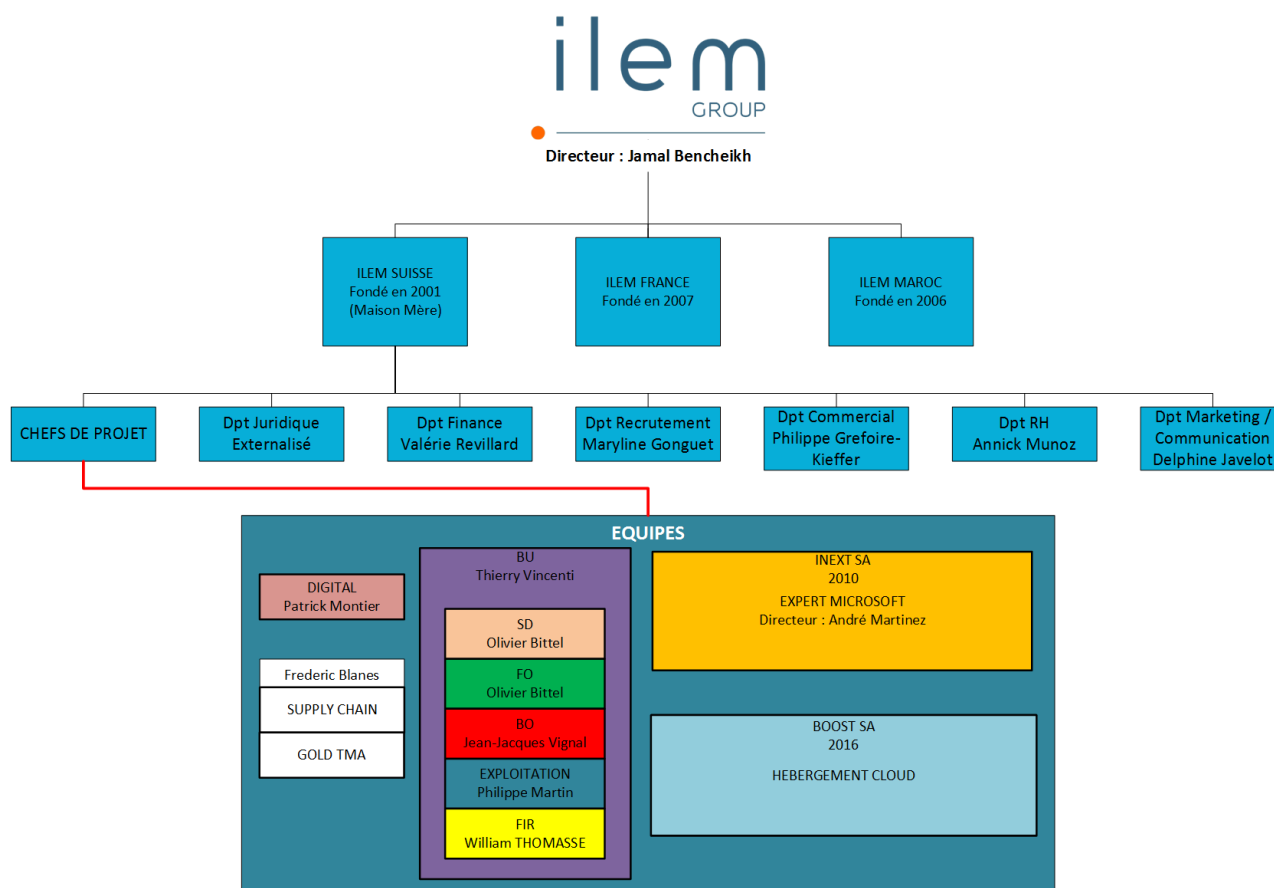 ilem
GROUP
Directeur : Jamal Bencheikh
ILEM SUISSE
Fondé en 2001
(Maison Mère)
ILEM FRANCE
Fondé en 2007
ILEM MAROC
Fondé en 2006
CHEFS DE PROJET
Dpt Juridique
Externalisé
Dpt Finance
Valérie Revillard
Dpt Recrutement
Maryline Gonguet
Dpt Commercial
Philippe Grefoire-
Kieffer
Dpt RH
Annick Munoz
Dpt Marketing /
Communication
Delphine Javelot
EQUIPES
DIGITAL
Patrick Montier
Frederic Blanes
SUPPLY CHAIN
GOLD TMA
BU
Thierry Vincenti
SD
Olivier Bittel
FO
Olivier Bittel
BO
Jean-Jacques Vignal
EXPLOITATION
Philippe Martin
FIR
William THOMASSE
INEXT SA
2010
EXPERT MICROSOFT
Directeur : André Martinez
BOOST SA
2016
HEBERGEMENT CLOUD